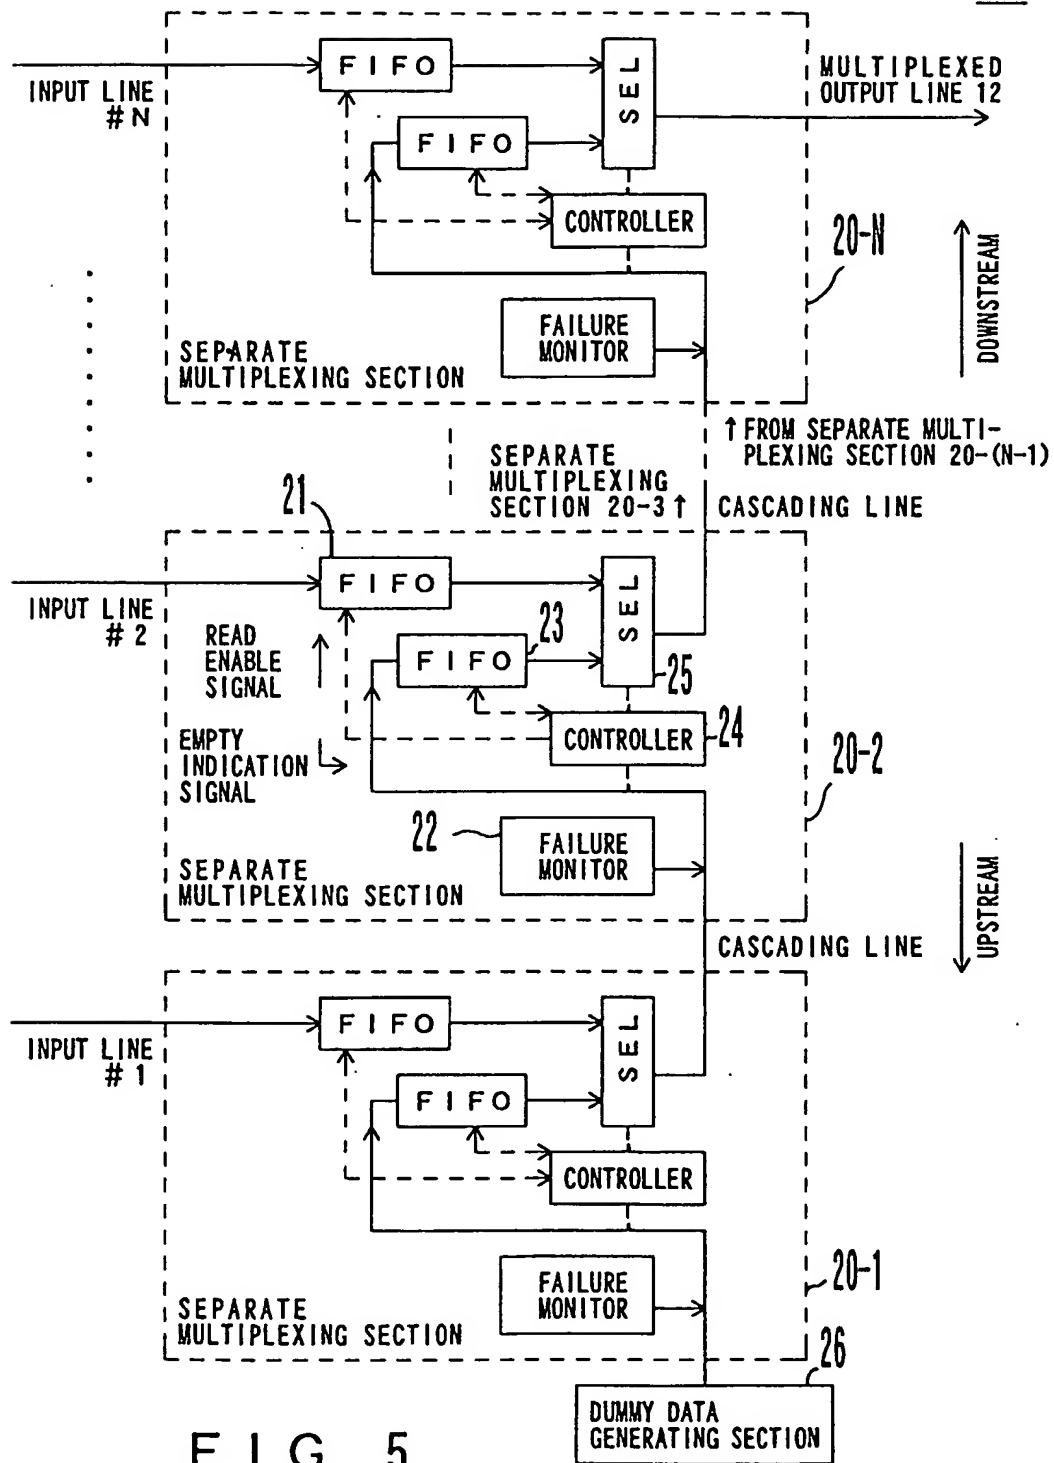 FIFO
SEL
MULTIPLEXED
OUTPUT LINE 12
INPUT LINE
#N
FIFO
CONTROLLER
20-N
DOWNSTREAM
FAILURE
MONITOR
SEPARATE
MULTIPLEXING SECTION
↑ FROM SEPARATE MULTI-
PLEXING SECTION 20-(N-1)
SEPARATE
MULTIPLEXING
SECTION 20-3 ↑
CASCADING LINE
21
FIFO
SEL
INPUT LINE
#2
READ
ENABLE
SIGNAL
FIFO
23
25
EMPTY
INDICATION
SIGNAL
CONTROLLER
24
20-2
22
FAILURE
MONITOR
SEPARATE
MULTIPLEXING SECTION
UPSTREAM
CASCADING LINE
FIFO
SEL
INPUT LINE
#1
FIFO
CONTROLLER
20-1
FAILURE
MONITOR
SEPARATE
MULTIPLEXING SECTION
26
DUMMY DATA
GENERATING SECTION
FIG. 5